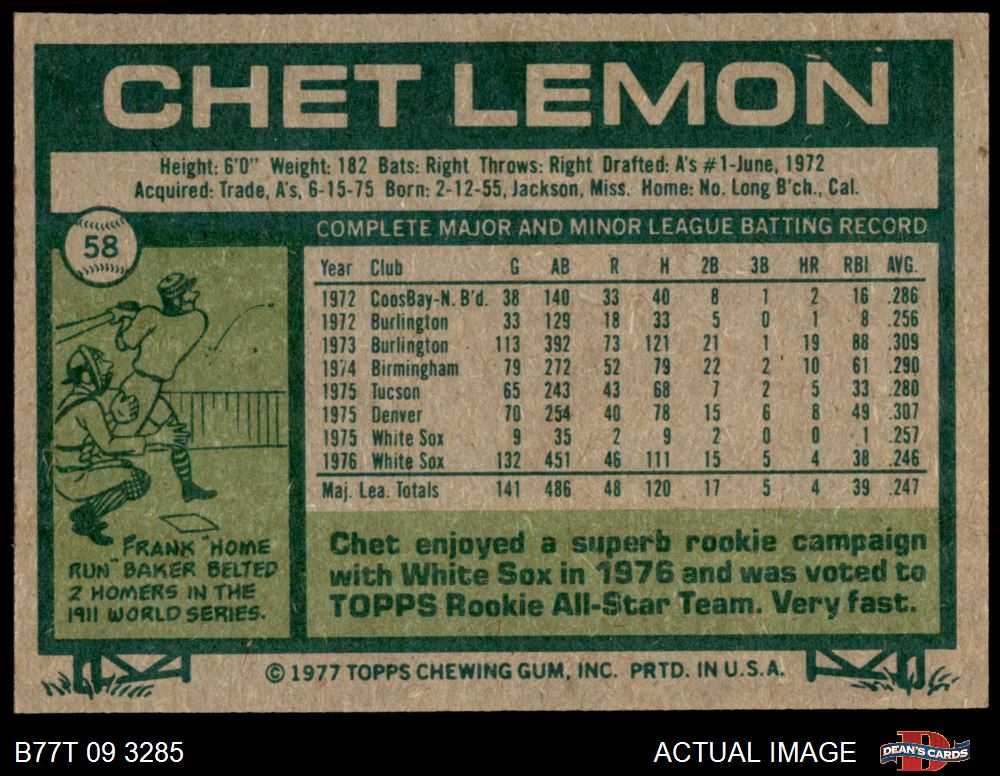 CHET LEMON
Height: 6'0" Weight: 182 Bats: Right Throws: Right Drafted: A's #1-June, 1972
Acquired: Trade, A's, 6-15-75 Born: 2-12-55, Jackson, Miss. Home: No. Long B'ch., Cal.
58
COMPLETE MAJOR AND MINOR LEAGUE BATTING RECORD
Year Club G AB R H 2B 3B HR RBI AVG.
1972 CoosBay-N. B'd. 38 140 33 40 8 1 2 16 .286
1972 Burlington 33 129 18 33 5 0 1 8 .256
1973 Burlington 113 392 73 121 21 1 19 88 .309
1974 Birmingham 79 272 52 79 22 2 10 61 .290
1975 Tucson 65 243 43 68 7 2 5 33 .280
1975 Denver 70 254 40 78 15 6 8 49 .307
1975 White Sox 9 35 2 9 2 0 0 1 .257
1976 White Sox 132 451 46 111 15 5 4 38 .246
Maj. Lea. Totals 141 486 48 120 17 5 4 39 .247
FRANK "HOME
RUN" BAKER BELTED
2 HOMERS IN THE
1911 WORLD SERIES.
Chet enjoyed a superb rookie campaign
with White Sox in 1976 and was voted to
TOPPS Rookie All-Star Team. Very fast.
© 1977 TOPPS CHEWING GUM, INC. PRTD. IN U.S.A.
B77T 09 3285
ACTUAL IMAGE
DEAN'S CARDS